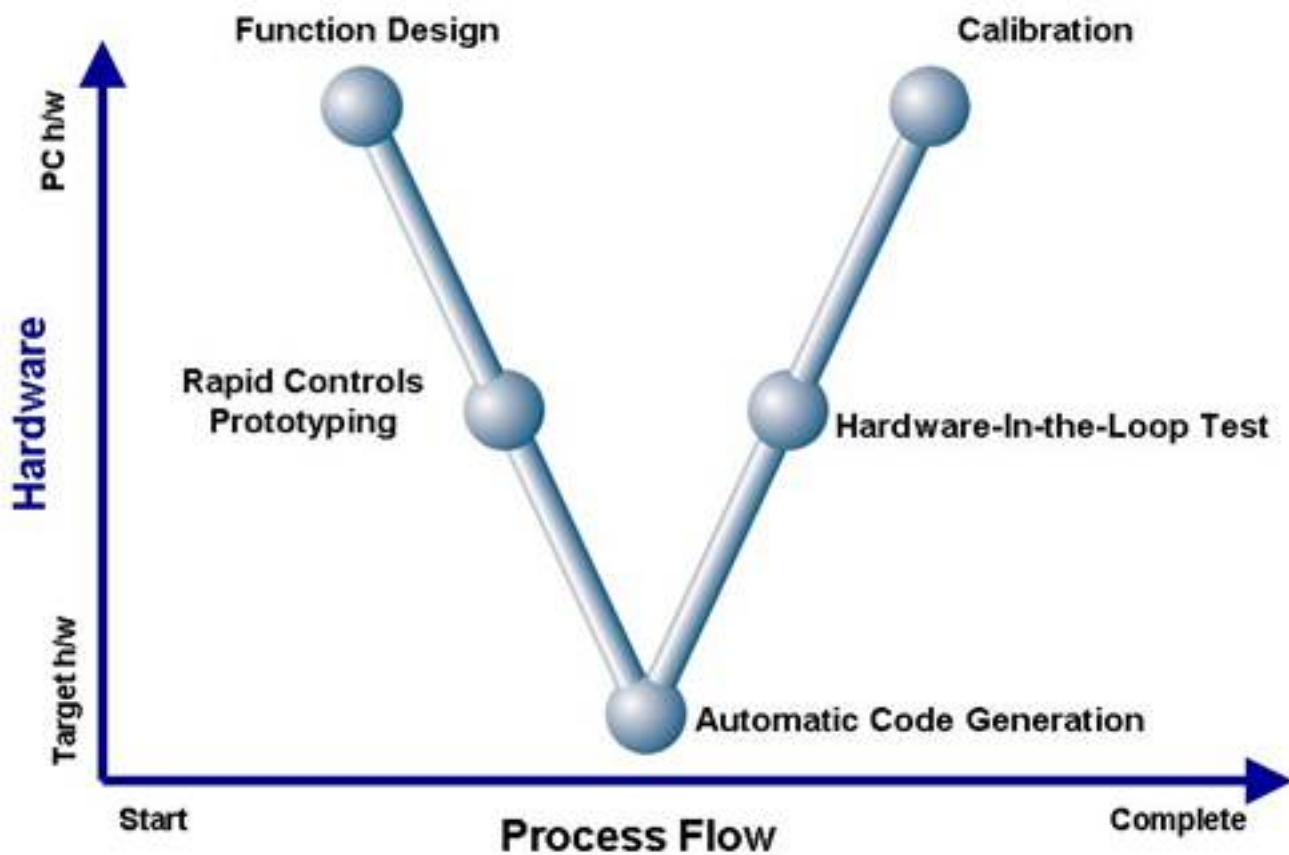 Function Design
Calibration
PC h/w
Hardware
Rapid Controls
Prototyping
Hardware-In-the-Loop Test
Target h/w
Automatic Code Generation
Start
Process Flow
Complete